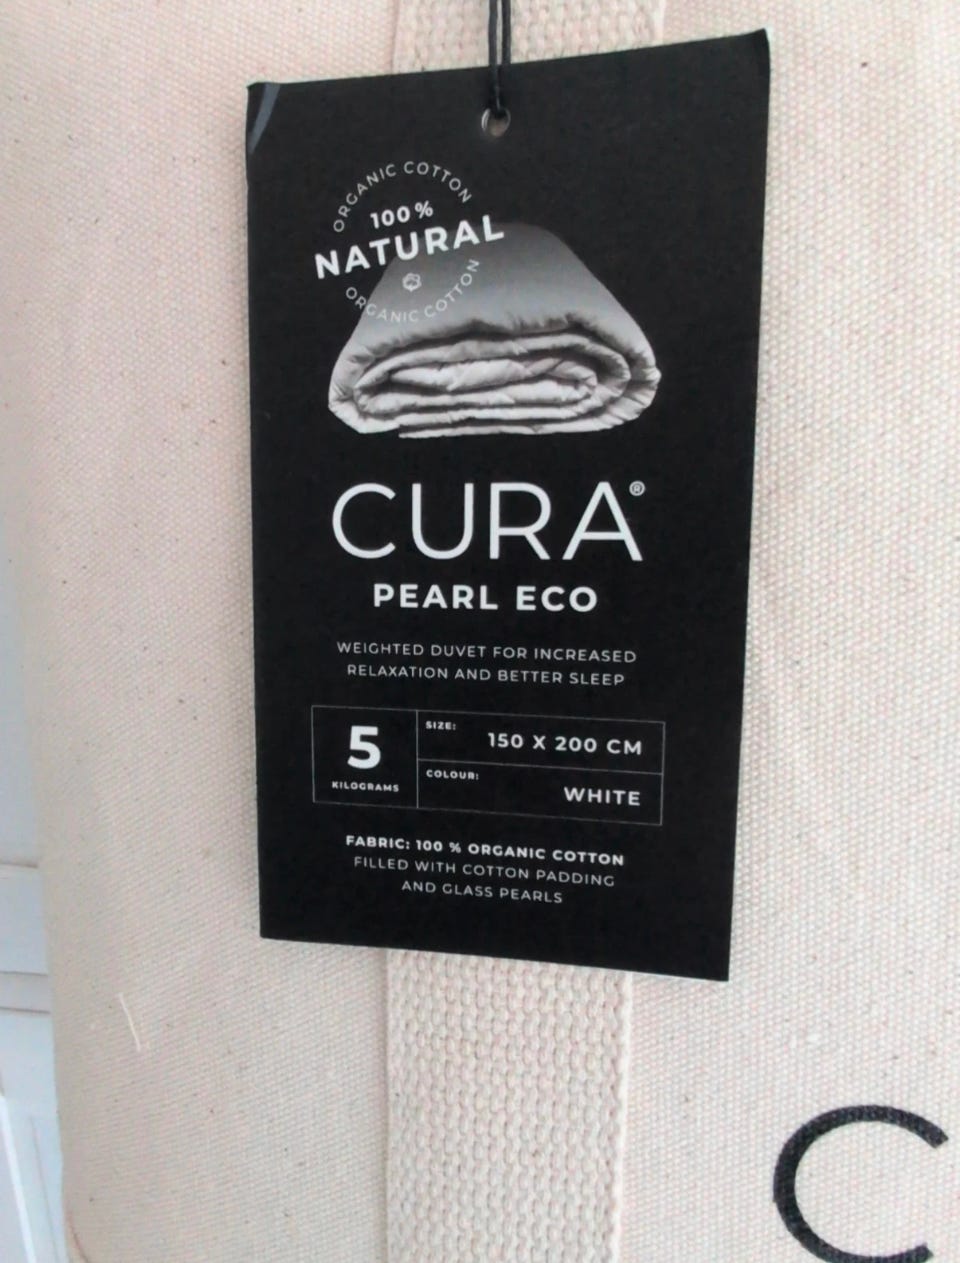 ORGANIC COTTON
100%
NATURAL
ORGANIC COTTON
CURA®
PEARL ECO
WEIGHTED DUVET FOR INCREASED
RELAXATION AND BETTER SLEEP
5
KILOGRAMS
SIZE:
150 X 200 CM
COLOUR:
WHITE
FABRIC: 100 % ORGANIC COTTON
FILLED WITH COTTON PADDING
AND GLASS PEARLS
C